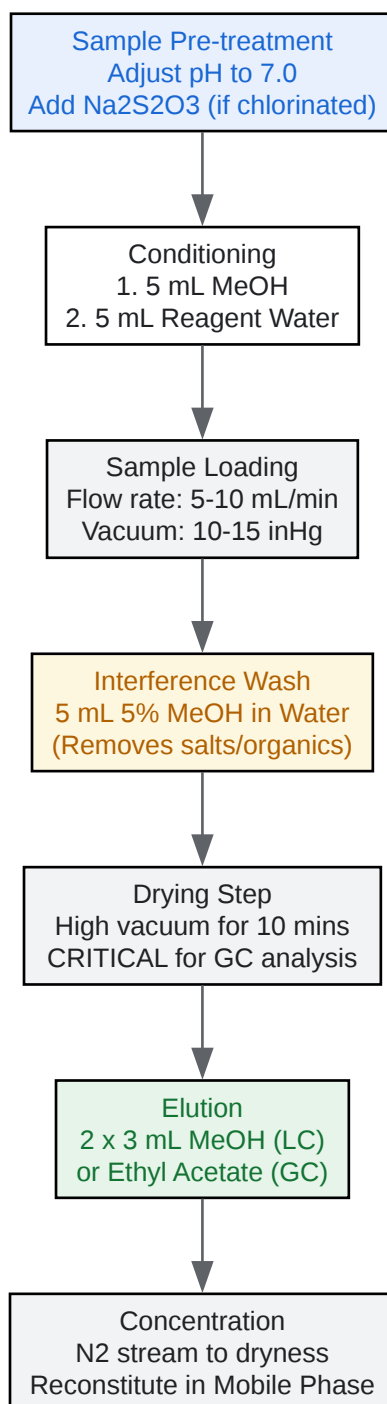 Sample Pre-treatment
Adjust pH to 7.0
Add Na2S2O3 (if chlorinated)
Conditioning
1. 5 mL MeOH
2. 5 mL Reagent Water
Sample Loading
Flow rate: 5-10 mL/min
Vacuum: 10-15 inHg
Interference Wash
5 mL 5% MeOH in Water
(Removes salts/organics)
Drying Step
High vacuum for 10 mins
CRITICAL for GC analysis
Elution
2 x 3 mL MeOH (LC)
or Ethyl Acetate (GC)
Concentration
N2 stream to dryness
Reconstitute in Mobile Phase